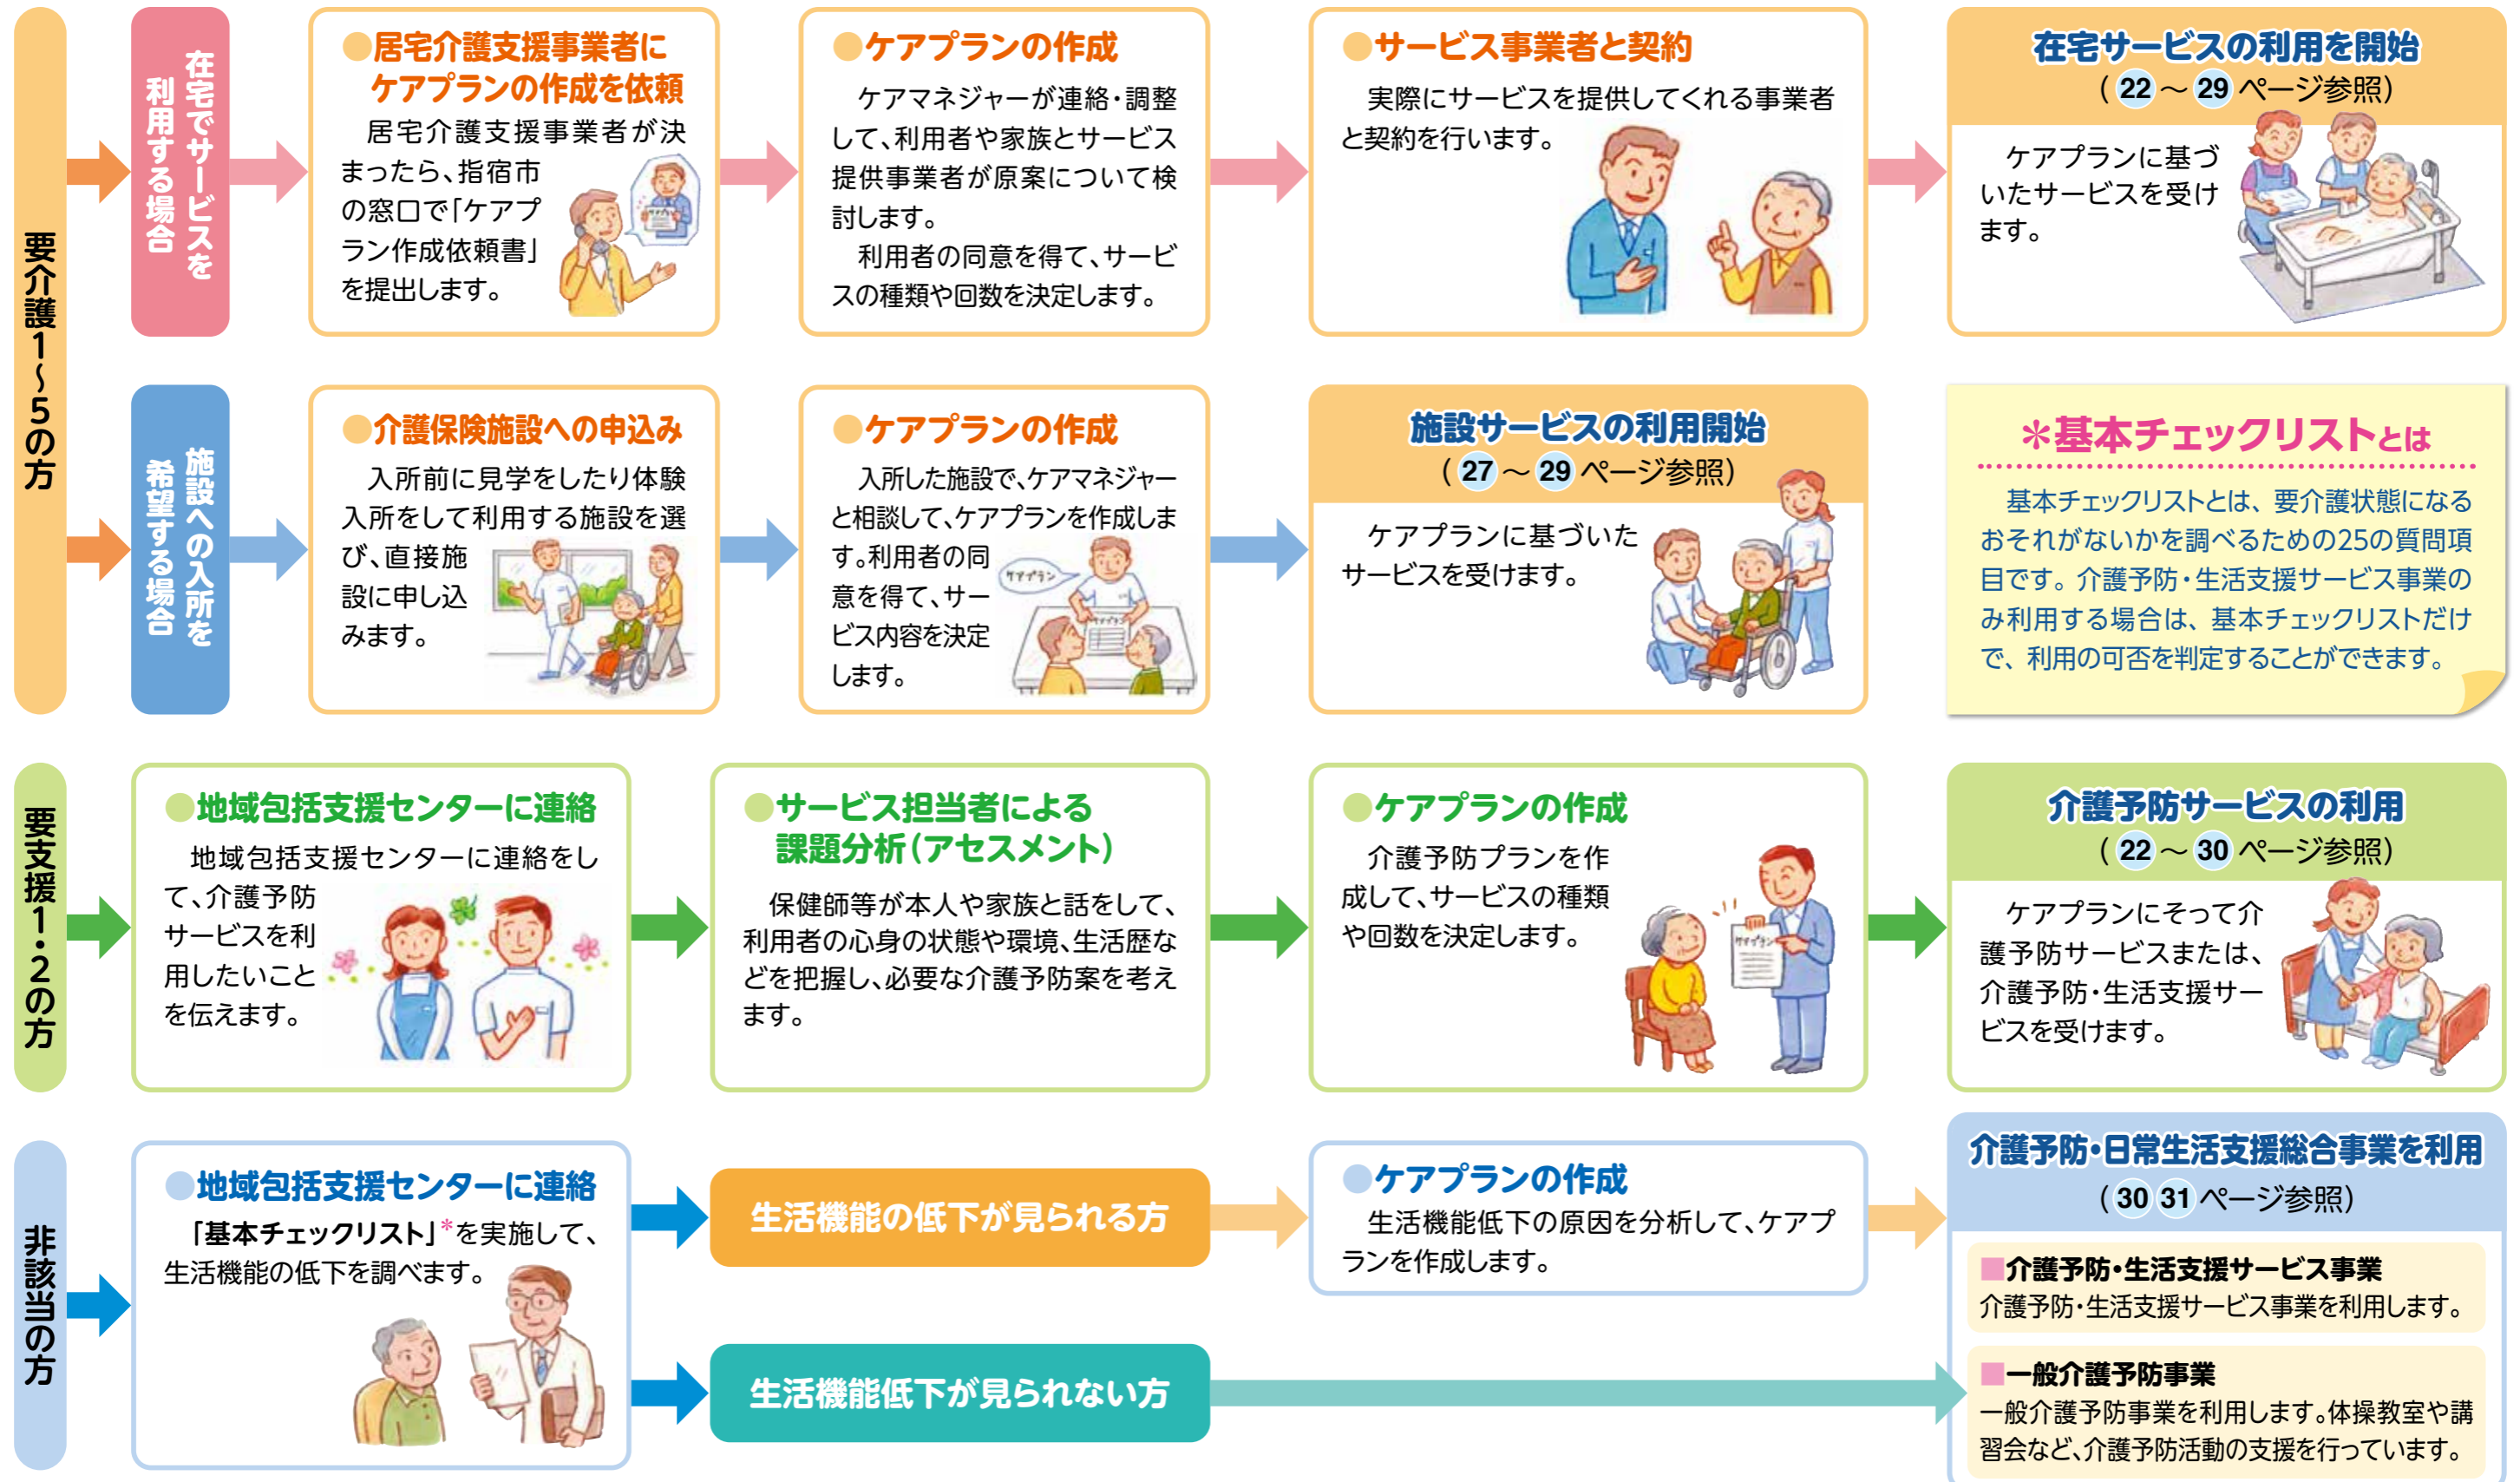 要介護1～5の方
在宅でサービスを
利用する場合
●居宅介護支援事業者に
ケアプランの作成を依頼
居宅介護支援事業者が決
まったら、指宿市
の窓口で「ケアプ
ラン作成依頼書」
を提出します。
●ケアプランの作成
ケアマネジャーが連絡・調整
して、利用者や家族とサービス
提供事業者が原案について検
討します。
利用者の同意を得て、サービ
スの種類や回数を決定します。
●サービス事業者と契約
実際にサービスを提供してくれる事業者
と契約を行います。
在宅サービスの利用を開始
(22～29ページ参照)
ケアプランに基づ
いたサービスを受け
ます。
施設への入所を
希望する場合
●介護保険施設への申込み
入所前に見学をしたり体験
入所をして利用する施設を選
び、直接施
設に申し込
みます。
●ケアプランの作成
入所した施設で、ケアマネジャー
と相談して、ケアプランを作成しま
す。利用者の同
意を得て、サー
ビス内容を決定
します。
ケアプラン
ケアプラン
施設サービスの利用開始
(27～29ページ参照)
ケアプランに基づいた
サービスを受けます。
＊基本チェックリストとは
基本チェックリストとは、要介護状態になる
おそれがないかを調べるための25の質問項
目です。介護予防・生活支援サービス事業の
み利用する場合は、基本チェックリストだけ
で、利用の可否を判定することができます。
要支援1・2の方
●地域包括支援センターに連絡
地域包括支援センターに連絡をし
て、介護予防
サービスを利
用したいこと
を伝えます。
●サービス担当者による
課題分析(アセスメント)
保健師等が本人や家族と話をして、
利用者の心身の状態や環境、生活歴な
どを把握し、必要な介護予防案を考え
ます。
●ケアプランの作成
介護予防プランを作
成して、サービスの種類
や回数を決定します。
ケアプラン
介護予防サービスの利用
(22～30ページ参照)
ケアプランにそって介
護予防サービスまたは、
介護予防・生活支援サー
ビスを受けます。
非該当の方
●地域包括支援センターに連絡
「基本チェックリスト」＊を実施して、
生活機能の低下を調べます。
生活機能の低下が見られる方
●ケアプランの作成
生活機能低下の原因を分析して、ケアプ
ランを作成します。
生活機能低下が見られない方
介護予防・日常生活支援総合事業を利用
(30 31ページ参照)
■介護予防・生活支援サービス事業
介護予防・生活支援サービス事業を利用します。
■一般介護予防事業
一般介護予防事業を利用します。体操教室や講
習会など、介護予防活動の支援を行っています。